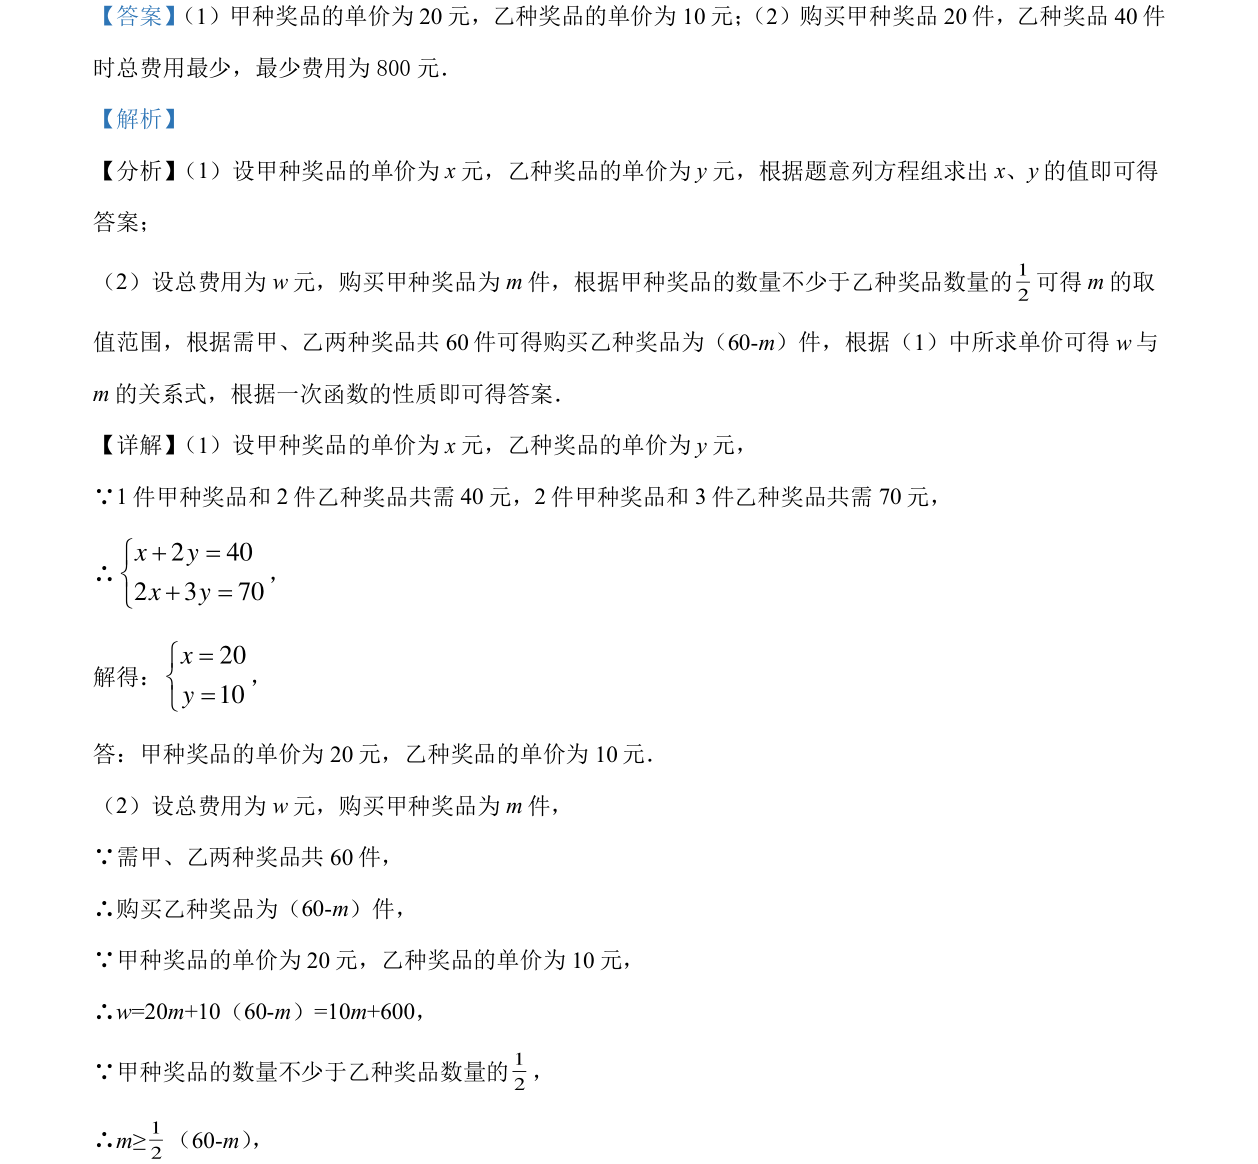 【答案】（1）甲种奖品的单价为 20 元，乙种奖品的单价为 10 元；（2）购买甲种奖品 20 件，乙种奖品 40 件
时总费用最少，最少费用为 800 元．
【解析】
【分析】（1）设甲种奖品的单价为 x 元，乙种奖品的单价为 y 元，根据题意列方程组求出 x、y 的值即可得
答案；
（2）设总费用为 w 元，购买甲种奖品为 m 件，根据甲种奖品的数量不少于乙种奖品数量的 1/2 可得 m 的取
值范围，根据需甲、乙两种奖品共 60 件可得购买乙种奖品为（60-m）件，根据（1）中所求单价可得 w 与
m 的关系式，根据一次函数的性质即可得答案．
【详解】（1）设甲种奖品的单价为 x 元，乙种奖品的单价为 y 元，
∵1 件甲种奖品和 2 件乙种奖品共需 40 元，2 件甲种奖品和 3 件乙种奖品共需 70 元，
∴ { x + 2y = 40
2x + 3y = 70 ，
解得： { x = 20
y = 10 ，
答：甲种奖品的单价为 20 元，乙种奖品的单价为 10 元．
（2）设总费用为 w 元，购买甲种奖品为 m 件，
∵需甲、乙两种奖品共 60 件，
∴购买乙种奖品为（60-m）件，
∵甲种奖品的单价为 20 元，乙种奖品的单价为 10 元，
∴w=20m+10（60-m）=10m+600，
∵甲种奖品的数量不少于乙种奖品数量的 1/2 ，
∴m≥ 1/2 （60-m），